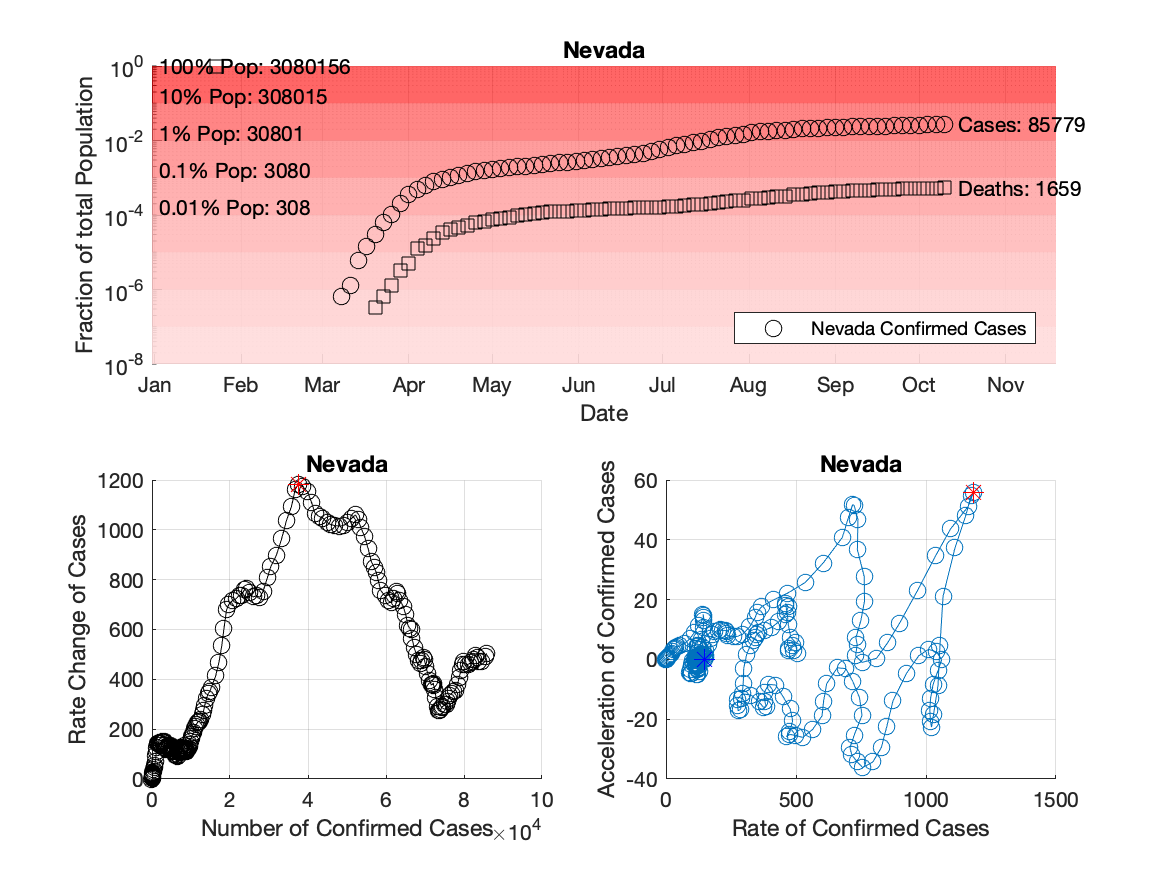 Nevada
Fraction of total Population
10^0
10^-2
10^-4
10^-6
10^-8
100% Pop: 3080156
10% Pop: 308015
1% Pop: 30801
0.1% Pop: 3080
0.01% Pop: 308
Cases: 85779
Deaths: 1659
Nevada Confirmed Cases
Jan Feb Mar Apr May Jun Jul Aug Sep Oct Nov
Date
Nevada
Rate Change of Cases
1200
1000
800
600
400
200
0
0 2 4 6 8 10
Number of Confirmed Cases
×10^4
Nevada
Acceleration of Confirmed Cases
60
40
20
0
-20
-40
0 500 1000 1500
Rate of Confirmed Cases